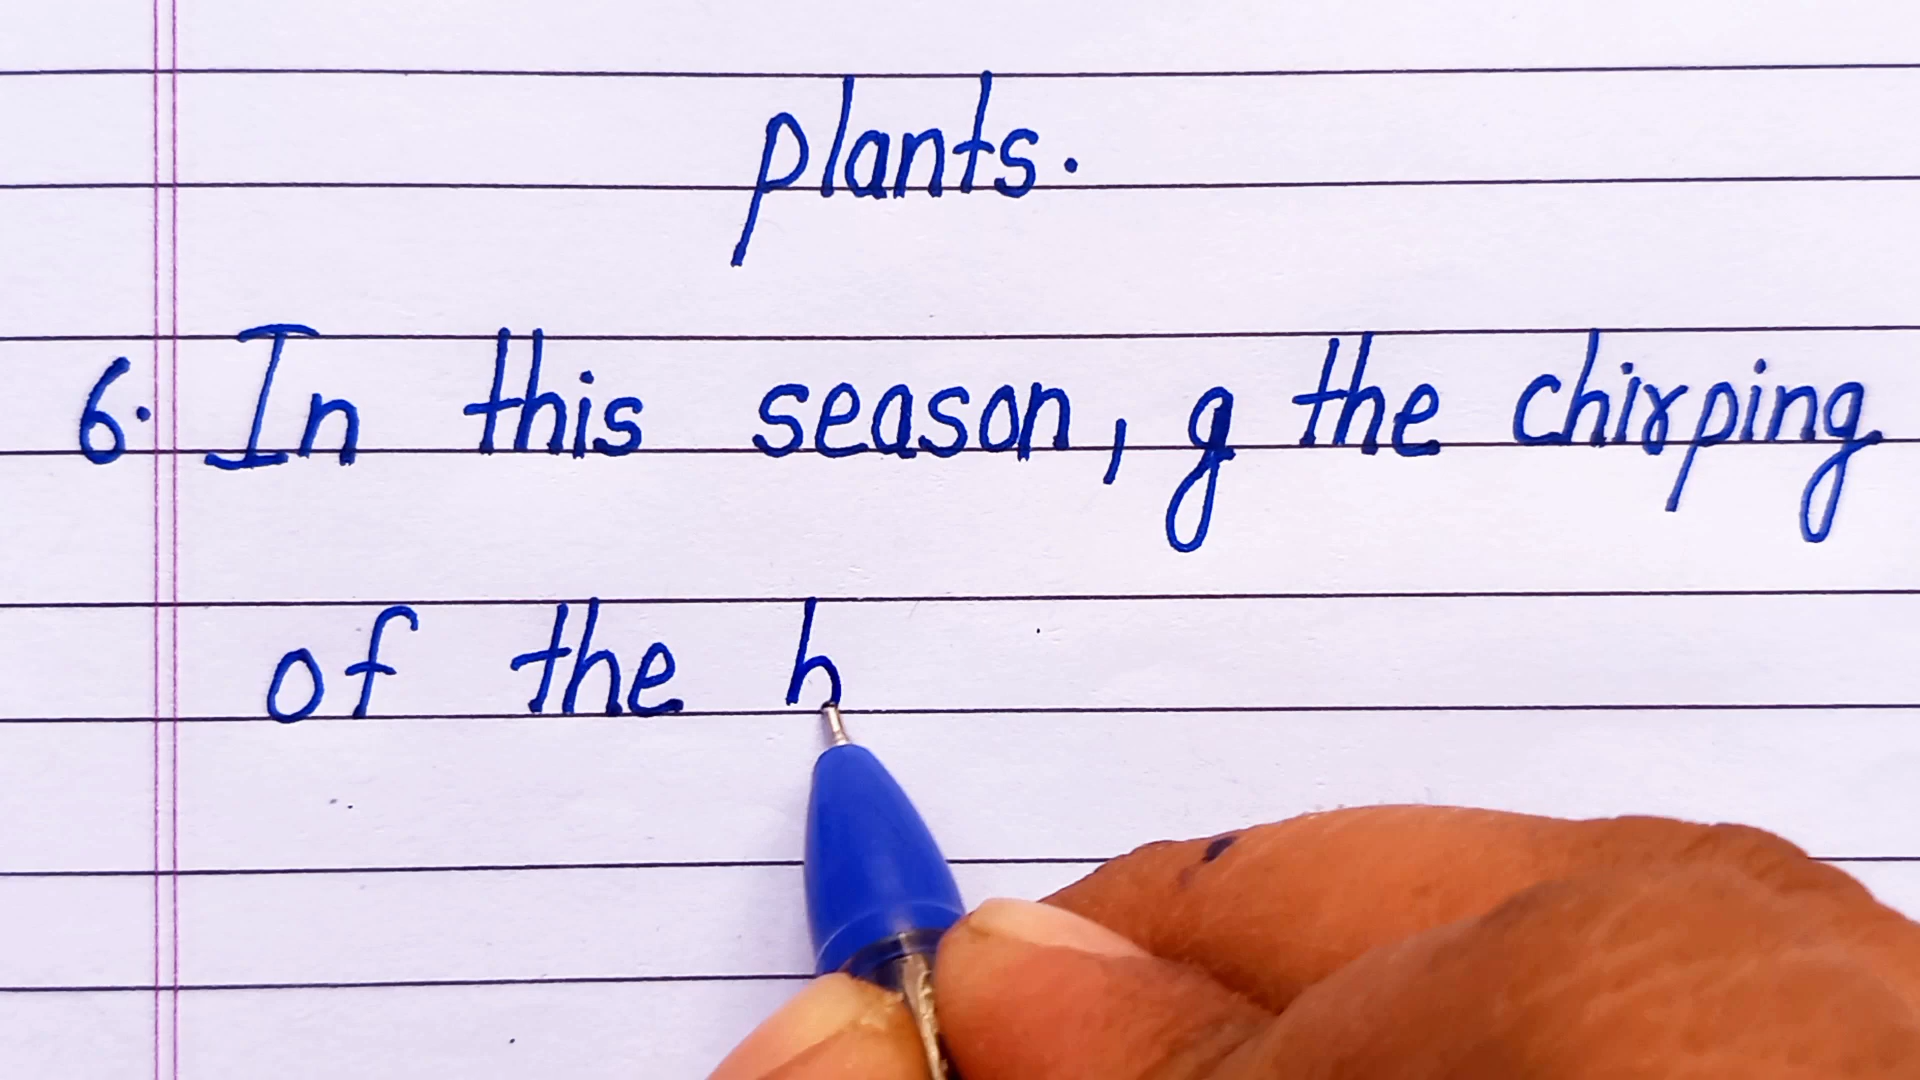 plants.
6. In this season, g the chirping
of the h